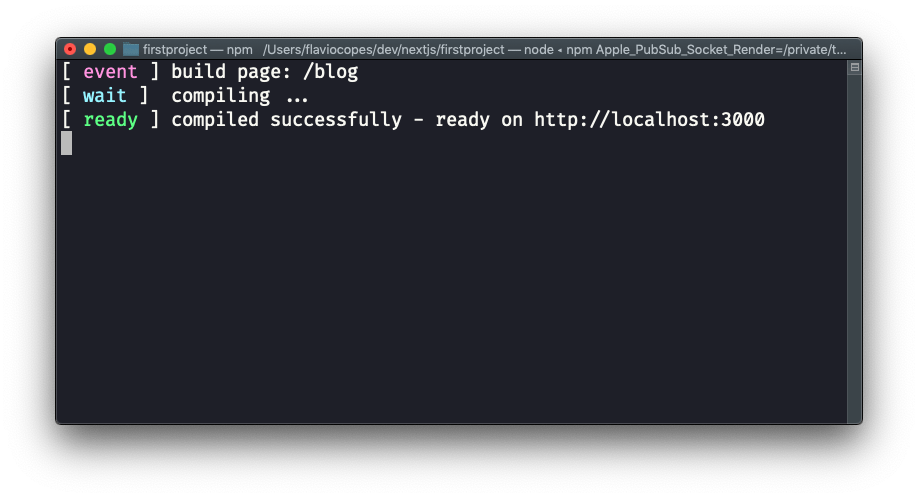 firstproject — npm /Users/flaviocopes/dev/nextjs/firstproject — node ◂ npm Apple_PubSub_Socket_Render=/private/t...
[ event ] build page: /blog
[ wait ]  compiling ...
[ ready ] compiled successfully - ready on http://localhost:3000